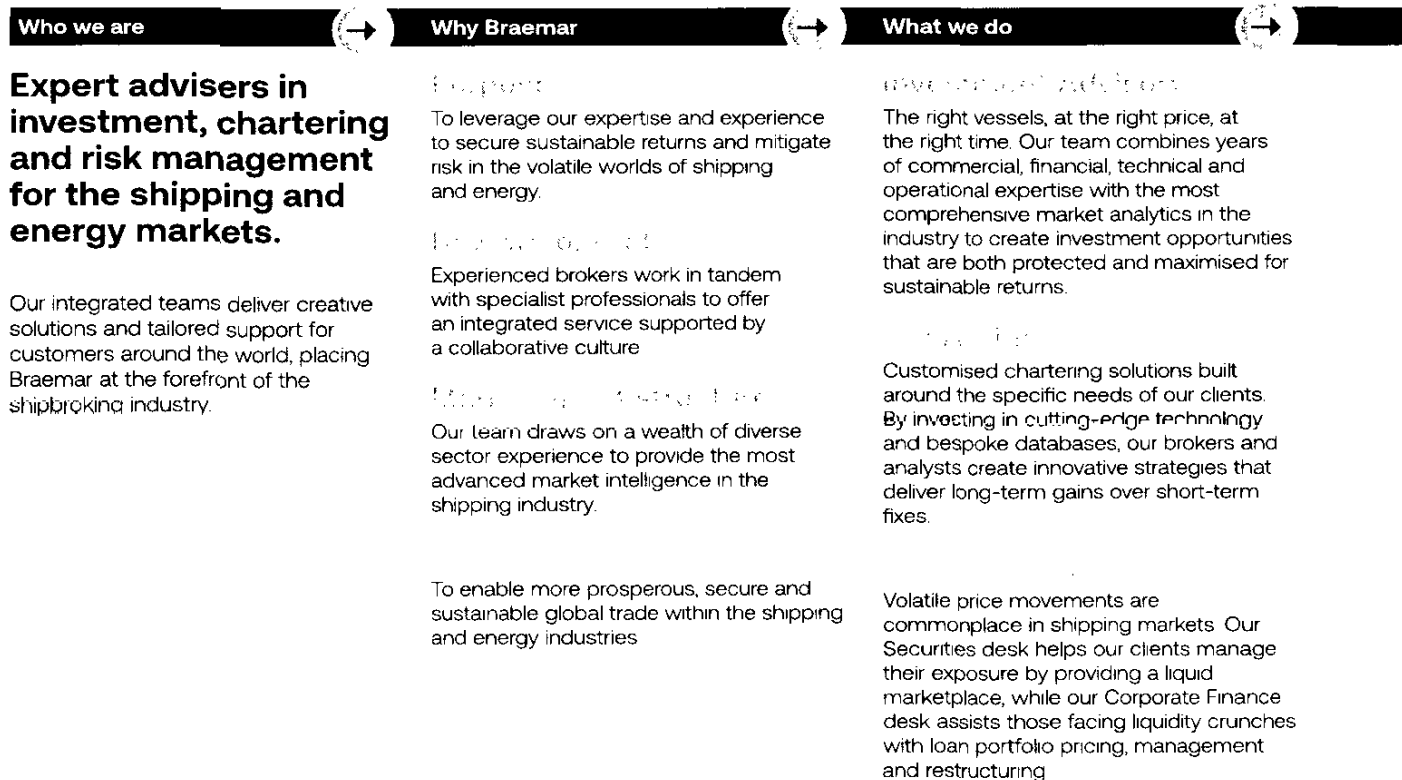 Who we are
Expert advisers in
investment, chartering
and risk management
for the shipping and
energy markets.
Our integrated teams deliver creative
solutions and tailored support for
customers around the world, placing
Braemar at the forefront of the
shipbroking industry.
Why Braemar
To leverage our expertise and experience
to secure sustainable returns and mitigate
risk in the volatile worlds of shipping
and energy.
Experienced brokers work in tandem
with specialist professionals to offer
an integrated service supported by
a collaborative culture
Our team draws on a wealth of diverse
sector experience to provide the most
advanced market intelligence in the
shipping industry.
To enable more prosperous, secure and
sustainable global trade within the shipping
and energy industries
What we do
The right vessels, at the right price, at
the right time. Our team combines years
of commercial, financial, technical and
operational expertise with the most
comprehensive market analytics in the
industry to create investment opportunities
that are both protected and maximised for
sustainable returns.
Customised chartering solutions built
around the specific needs of our clients.
By investing in cutting-edge technology
and bespoke databases, our brokers and
analysts create innovative strategies that
deliver long-term gains over short-term
fixes.
Volatile price movements are
commonplace in shipping markets Our
Securities desk helps our clients manage
their exposure by providing a liquid
marketplace, while our Corporate Finance
desk assists those facing liquidity crunches
with loan portfolio pricing, management
and restructuring